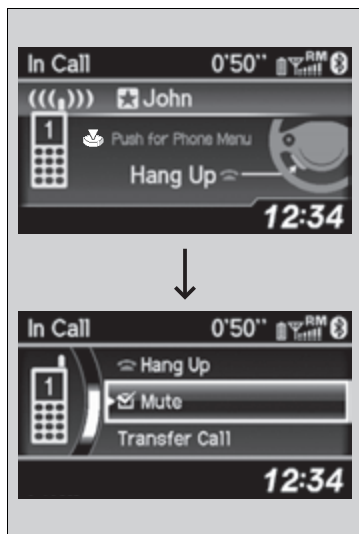 In Call 0'50'' RM
John
1
Push for Phone Menu
Hang Up
12:34
In Call 0'50'' RM
Hang Up
1
Mute
Transfer Call
12:34